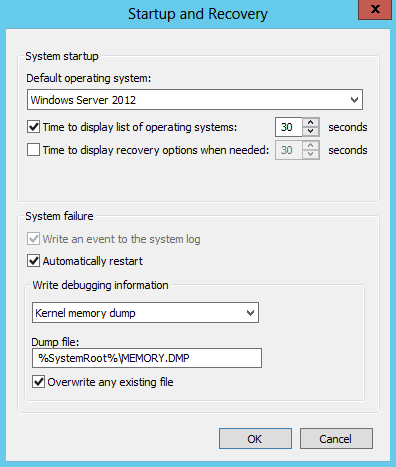 Startup and Recovery
x
System startup
Default operating system:
Windows Server 2012
Time to display list of operating systems: 30 seconds
Time to display recovery options when needed: 30 seconds
System failure
Write an event to the system log
Automatically restart
Write debugging information
Kernel memory dump
Dump file:
%SystemRoot%\MEMORY.DMP
Overwrite any existing file
OK Cancel